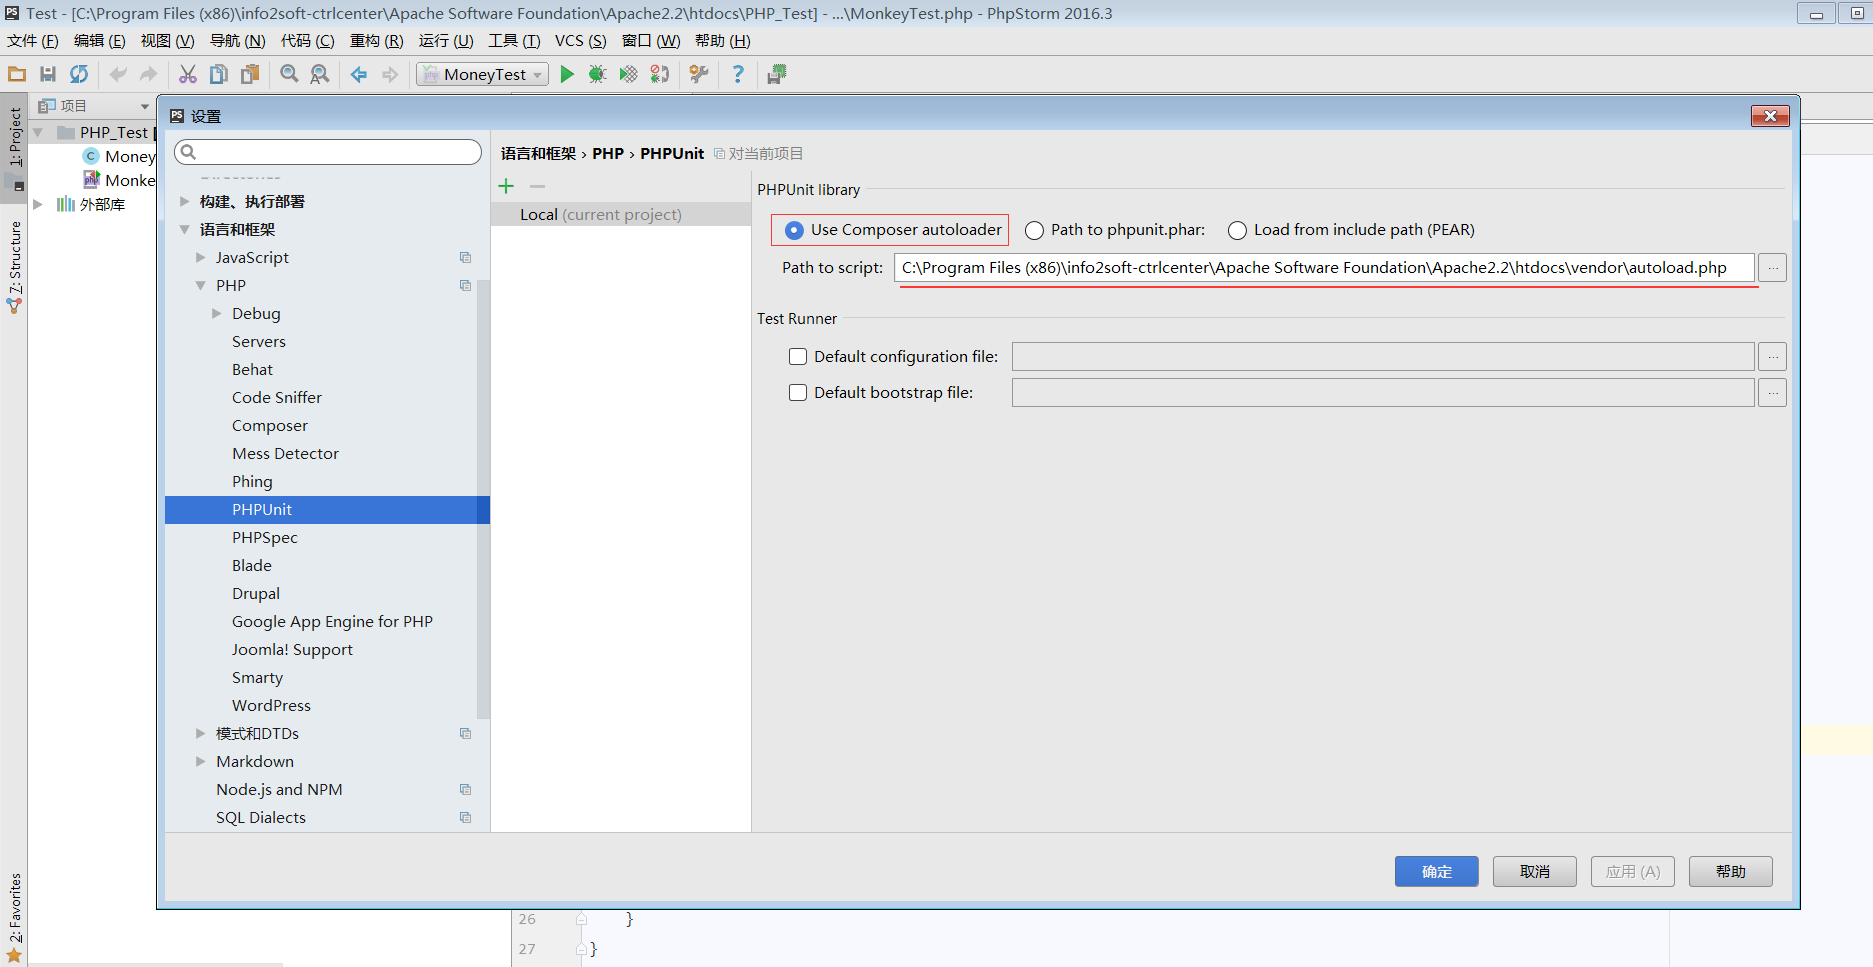 Test - [C:\Program Files (x86)\info2soft-ctrlcenter\Apache Software Foundation\Apache2.2\htdocs\PHP_Test] - ...\MonkeyTest.php - PhpStorm 2016.3
文件 (F) 编辑 (E) 视图 (V) 导航 (N) 代码 (C) 重构 (R) 运行 (U) 工具 (T) VCS (S) 窗口 (W) 帮助 (H)
MoneyTest
1: Project
7: Structure
2: Favorites
项目
PHP_Test [
Money
Monke
外部库
设置
Directories
构建、执行部署
语言和框架
JavaScript
PHP
Debug
Servers
Behat
Code Sniffer
Composer
Mess Detector
Phing
PHPUnit
PHPSpec
Blade
Drupal
Google App Engine for PHP
Joomla! Support
Smarty
WordPress
模式和DTDs
Markdown
Node.js and NPM
SQL Dialects
语言和框架 › PHP › PHPUnit 对当前项目
Local (current project)
PHPUnit library
Use Composer autoloader Path to phpunit.phar: Load from include path (PEAR)
Path to script: C:\Program Files (x86)\info2soft-ctrlcenter\Apache Software Foundation\Apache2.2\htdocs\vendor\autoload.php ...
Test Runner
Default configuration file: ...
Default bootstrap file: ...
确定 取消 应用 (A) 帮助
26 }
27 }